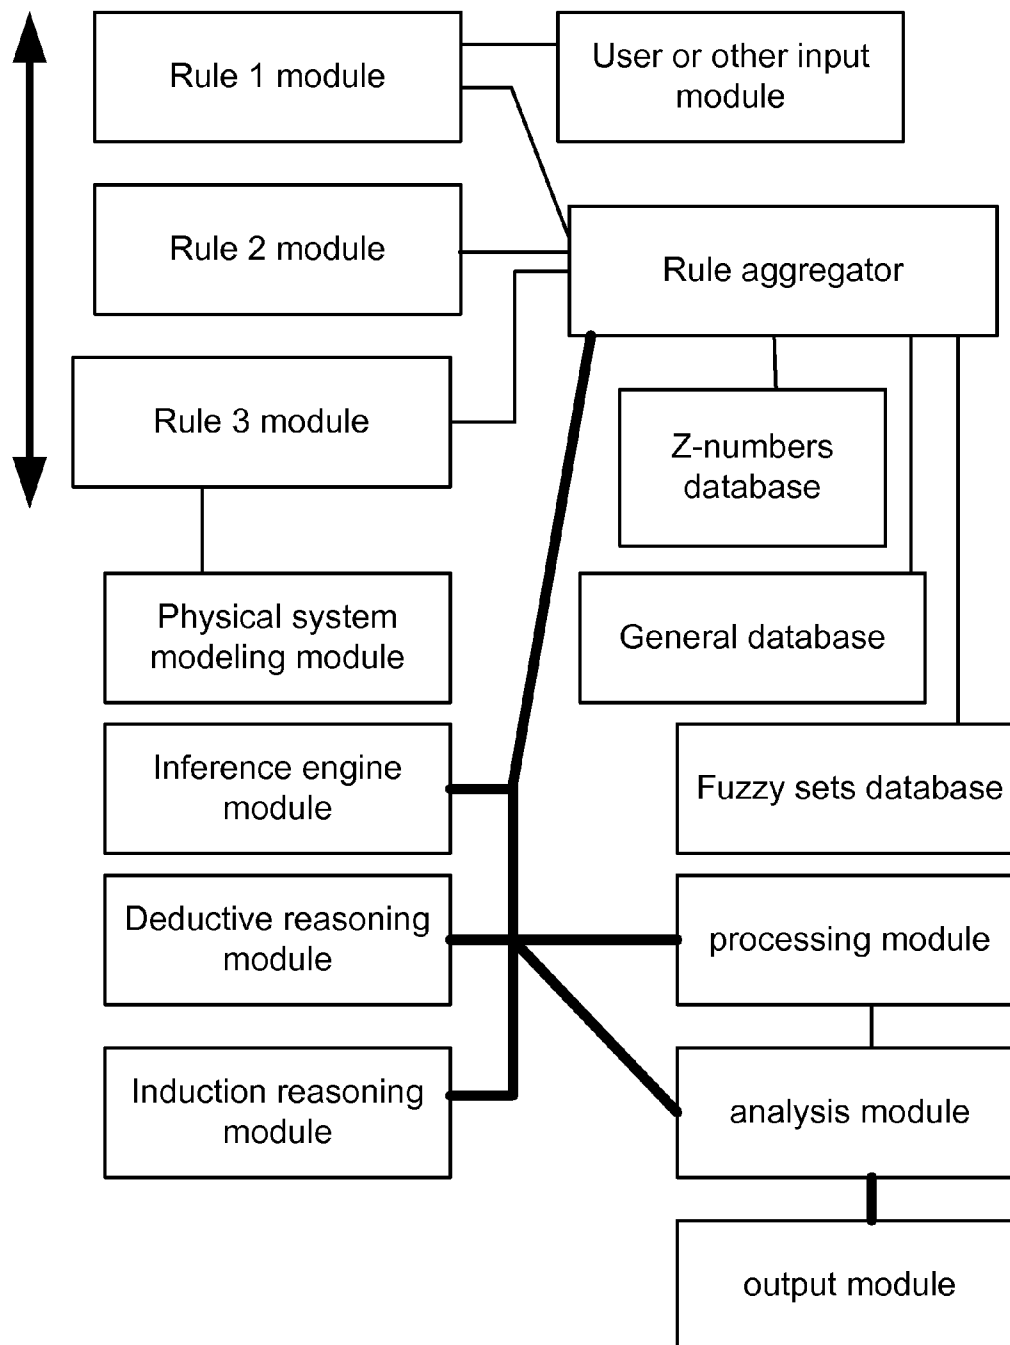 Rule 1 module
User or other input
module
Rule 2 module
Rule aggregator
Rule 3 module
Z-numbers
database
Physical system
modeling module
General database
Inference engine
module
Fuzzy sets database
Deductive reasoning
module
processing module
Induction reasoning
module
analysis module
output module